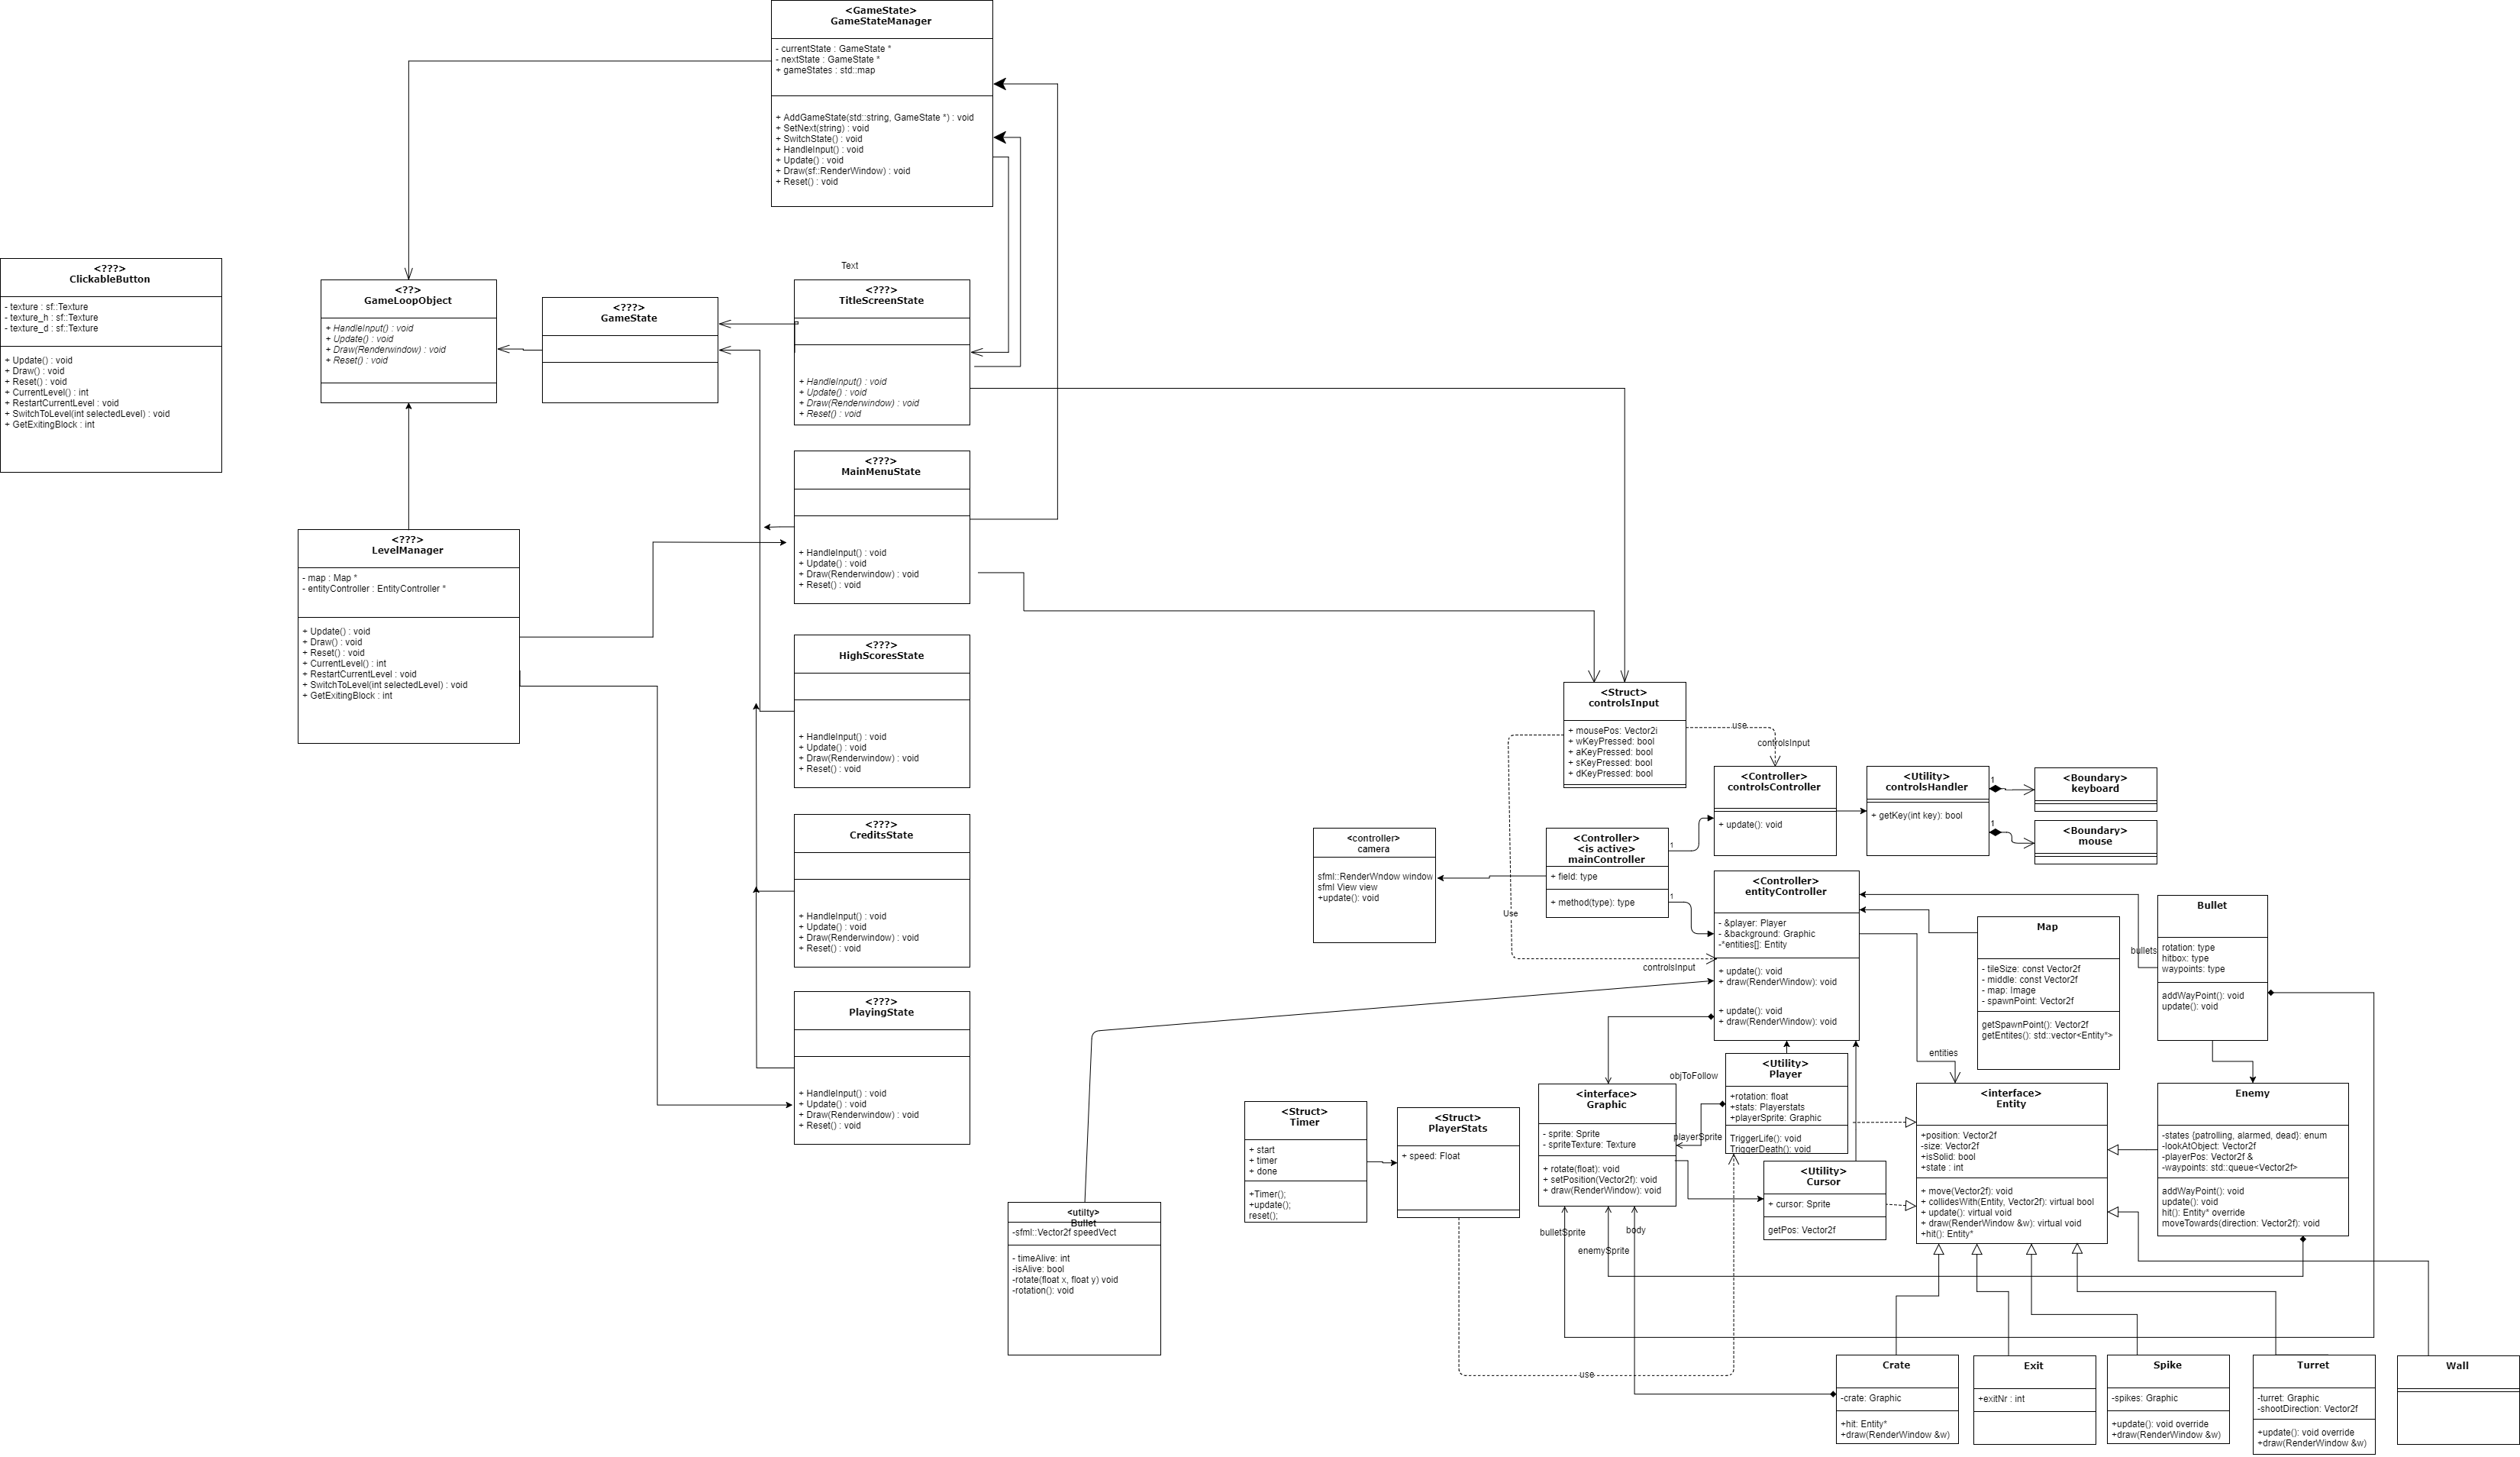 <GameState>
GameStateManager
- currentState : GameState *
- nextState : GameState *
+ gameStates : std::map
+ AddGameState(std::string, GameState *) : void
+ SetNext(string) : void
+ SwitchState() : void
+ HandleInput() : void
+ Update() : void
+ Draw(sf::RenderWindow) : void
+ Reset() : void
<???>
ClickableButton
- texture : sf::Texture
- texture_h : sf::Texture
- texture_d : sf::Texture
+ Update() : void
+ Draw() : void
+ Reset() : void
+ CurrentLevel() : int
+ RestartCurrentLevel : void
+ SwitchToLevel(int selectedLevel) : void
+ GetExitingBlock : int
<??>
GameLoopObject
+ HandleInput() : void
+ Update() : void
+ Draw(Renderwindow) : void
+ Reset() : void
<???>
GameState
Text
<???>
TitleScreenState
+ HandleInput() : void
+ Update() : void
+ Draw(Renderwindow) : void
+ Reset() : void
<???>
MainMenuState
+ HandleInput() : void
+ Update() : void
+ Draw(Renderwindow) : void
+ Reset() : void
<???>
LevelManager
- map : Map *
- entityController : EntityController *
+ Update() : void
+ Draw() : void
+ Reset() : void
+ CurrentLevel() : int
+ RestartCurrentLevel : void
+ SwitchToLevel(int selectedLevel) : void
+ GetExitingBlock : int
<???>
HighScoresState
+ HandleInput() : void
+ Update() : void
+ Draw(Renderwindow) : void
+ Reset() : void
<???>
CreditsState
+ HandleInput() : void
+ Update() : void
+ Draw(Renderwindow) : void
+ Reset() : void
<???>
PlayingState
+ HandleInput() : void
+ Update() : void
+ Draw(Renderwindow) : void
+ Reset() : void
<Struct>
controlsInput
+ mousePos: Vector2i
+ wKeyPressed: bool
+ aKeyPressed: bool
+ sKeyPressed: bool
+ dKeyPressed: bool
use
controlsInput
<Controller>
controlsController
+ update(): void
<Utility>
controlsHandler
+ getKey(int key): bool
1
<Boundary>
keyboard
1
<Boundary>
mouse
<controller>
camera
sfml::RenderWndow window
sfml View view
+update(): void
<Controller>
<is active>
mainController
+ field: type
+ method(type): type
1
1
Use
controlsInput
<Controller>
entityController
- &player: Player
- &background: Graphic
-*entities[]: Entity
+ update(): void
+ draw(RenderWindow): void
+ update(): void
+ draw(RenderWindow): void
entities
Map
- tileSize: const Vector2f
- middle: const Vector2f
- map: Image
- spawnPoint: Vector2f
getSpawnPoint(): Vector2f
getEntites(): std::vector<Entity*>
bullets
Bullet
rotation: type
hitbox: type
waypoints: type
addWayPoint(): void
update(): void
<Struct>
Timer
+ start
+ timer
+ done
+Timer();
+update();
reset();
<Struct>
PlayerStats
+ speed: Float
<interface>
Graphic
- sprite: Sprite
- spriteTexture: Texture
+ rotate(float): void
+ setPosition(Vector2f): void
+ draw(RenderWindow): void
objToFollow
playerSprite
<Utility>
Player
+rotation: float
+stats: Playerstats
+playerSprite: Graphic
TriggerLife(): void
TriggerDeath(): void
<Utility>
Cursor
+ cursor: Sprite
getPos: Vector2f
<interface>
Entity
+position: Vector2f
-size: Vector2f
+isSolid: bool
+state : int
+ move(Vector2f): void
+ collidesWith(Entity, Vector2f): virtual bool
+ update(): virtual void
+ draw(RenderWindow &w): virtual void
+hit(): Entity*
Enemy
-states {patrolling, alarmed, dead}: enum
-lookAtObject: Vector2f
-playerPos: Vector2f &
-waypoints: std::queue<Vector2f>
addWayPoint(): void
update(): void
hit(): Entity* override
moveTowards(direction: Vector2f): void
<utilty>
Bullet
-sfml::Vector2f speedVect
- timeAlive: int
-isAlive: bool
-rotate(float x, float y) void
-rotation(): void
bulletSprite
enemySprite
body
use
Crate
-crate: Graphic
+hit: Entity*
+draw(RenderWindow &w)
Exit
+exitNr : int
Spike
-spikes: Graphic
+update(): void override
+draw(RenderWindow &w)
Turret
-turret: Graphic
-shootDirection: Vector2f
+update(): void override
+draw(RenderWindow &w)
Wall